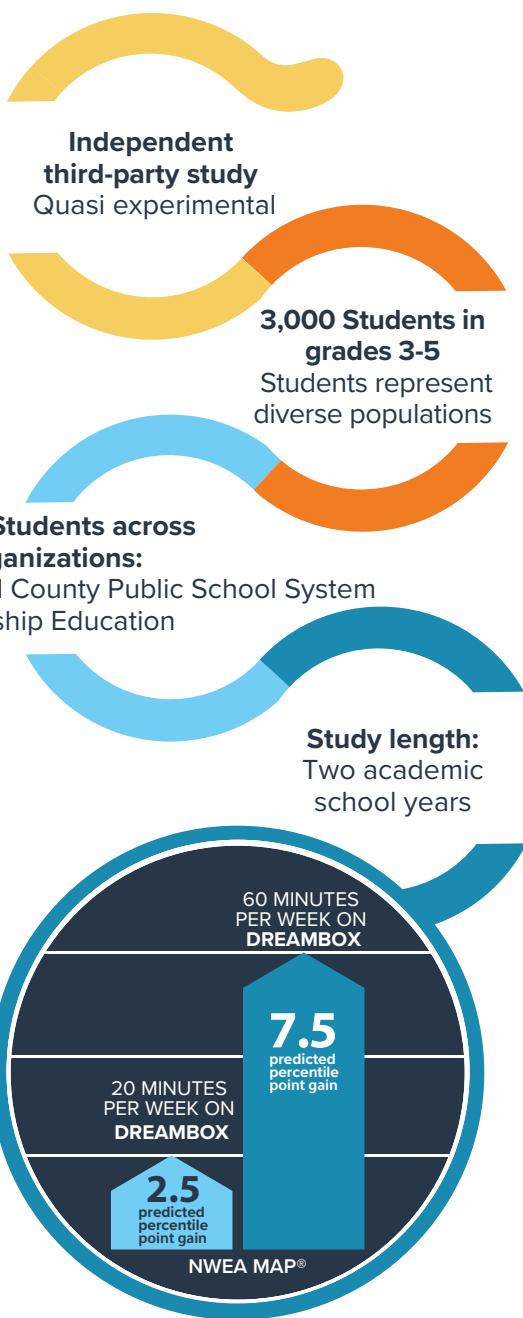 Independent
third-party study
Quasi experimental
3,000 Students in
grades 3-5
Students represent
diverse populations
Students across
County Public School System
Education
Study length:
Two academic
school years
60 MINUTES
PER WEEK ON
DREAMBOX
7.5
predicted
percentile
point gain
20 MINUTES
PER WEEK ON
DREAMBOX
2.5
predicted
percentile
point gain
NWEA MAP®